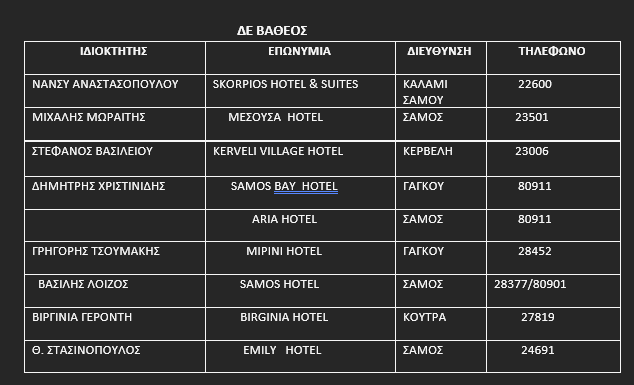 ΔΕ ΒΑΘΕΟΣ
ΙΔΙΟΚΤΗΤΗΣ ΕΠΩΝΥΜΙΑ ΔΙΕΥΘΥΝΣΗ ΤΗΛΕΦΩΝΟ
ΝΑΝΣΥ ΑΝΑΣΤΑΣΟΠΟΥΛΟΥ SKORPIOS HOTEL & SUITES ΚΑΛΑΜΙ ΣΑΜΟΥ 22600
ΜΙΧΑΛΗΣ ΜΩΡΑΙΤΗΣ ΜΕΣΟΥΣΑ HOTEL ΣΑΜΟΣ 23501
ΣΤΕΦΑΝΟΣ ΒΑΣΙΛΕΙΟΥ KERVELI VILLAGE HOTEL ΚΕΡΒΕΛΗ 23006
ΔΗΜΗΤΡΗΣ ΧΡΙΣΤΙΝΙΔΗΣ SAMOS BAY HOTEL ΓΑΓΚΟΥ 80911
ARIA HOTEL ΣΑΜΟΣ 80911
ΓΡΗΓΟΡΗΣ ΤΣΟΥΜΑΚΗΣ ΜΙΡΙΝΙ HOTEL ΓΑΓΚΟΥ 28452
ΒΑΣΙΛΗΣ ΛΟΙΖΟΣ SAMOS HOTEL ΣΑΜΟΣ 28377/80901
ΒΙΡΓΙΝΙΑ ΓΕΡΟΝΤΗ BIRGINIA HOTEL ΚΟΥΤΡΑ 27819
Θ. ΣΤΑΣΙΝΟΠΟΥΛΟΣ EMILY HOTEL ΣΑΜΟΣ 24691